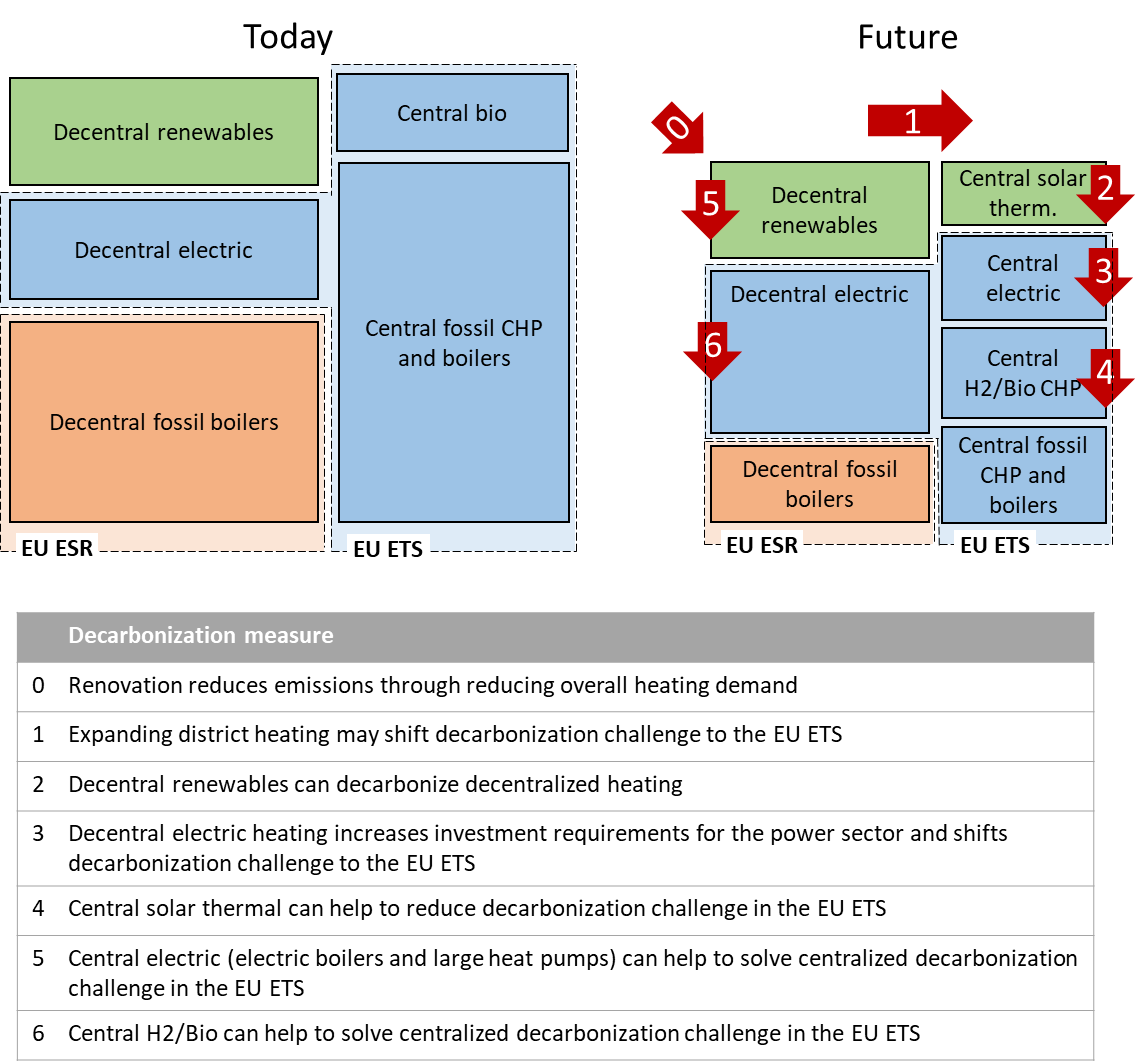 Today
Decentral renewables
Decentral electric
Decentral fossil boilers
EU ESR
Central bio
Central fossil CHP
and boilers
EU ETS
Future
0
1
5
Decentral
renewables
6
Decentral electric
Decentral fossil
boilers
EU ESR
Central solar
therm.
2
Central
electric
3
Central
H2/Bio CHP
4
Central fossil
CHP and
boilers
EU ETS
Decarbonization measure
0 Renovation reduces emissions through reducing overall heating demand
1 Expanding district heating may shift decarbonization challenge to the EU ETS
2 Decentral renewables can decarbonize decentralized heating
3 Decentral electric heating increases investment requirements for the power sector and shifts
decarbonization challenge to the EU ETS
4 Central solar thermal can help to reduce decarbonization challenge in the EU ETS
5 Central electric (electric boilers and large heat pumps) can help to solve centralized decarbonization
challenge in the EU ETS
6 Central H2/Bio can help to solve centralized decarbonization challenge in the EU ETS